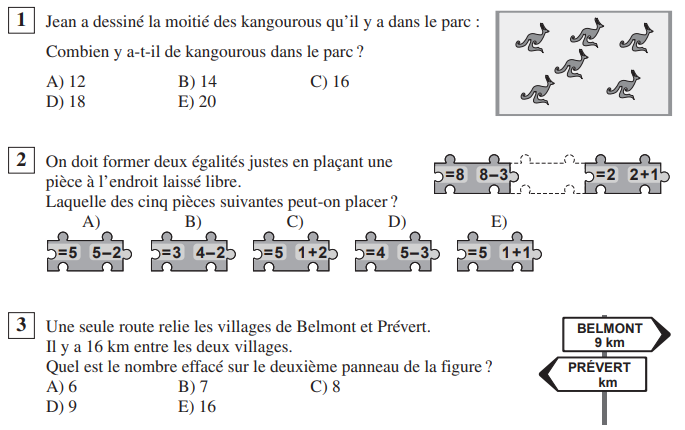 1 Jean a dessiné la moitié des kangourous qu'il y a dans le parc :
Combien y a-t-il de kangourous dans le parc ?
A) 12 B) 14 C) 16
D) 18 E) 20
2 On doit former deux égalités justes en plaçant une
pièce à l'endroit laissé libre.
Laquelle des cinq pièces suivantes peut-on placer ?
=8 8–3 =2 2+1
A) B) C) D) E)
=5 5–2 =3 4–2 =5 1+2 =4 5–3 =5 1+1
3 Une seule route relie les villages de Belmont et Prévert.
Il y a 16 km entre les deux villages.
Quel est le nombre effacé sur le deuxième panneau de la figure ?
A) 6 B) 7 C) 8
D) 9 E) 16
BELMONT
9 km
PRÉVERT
km